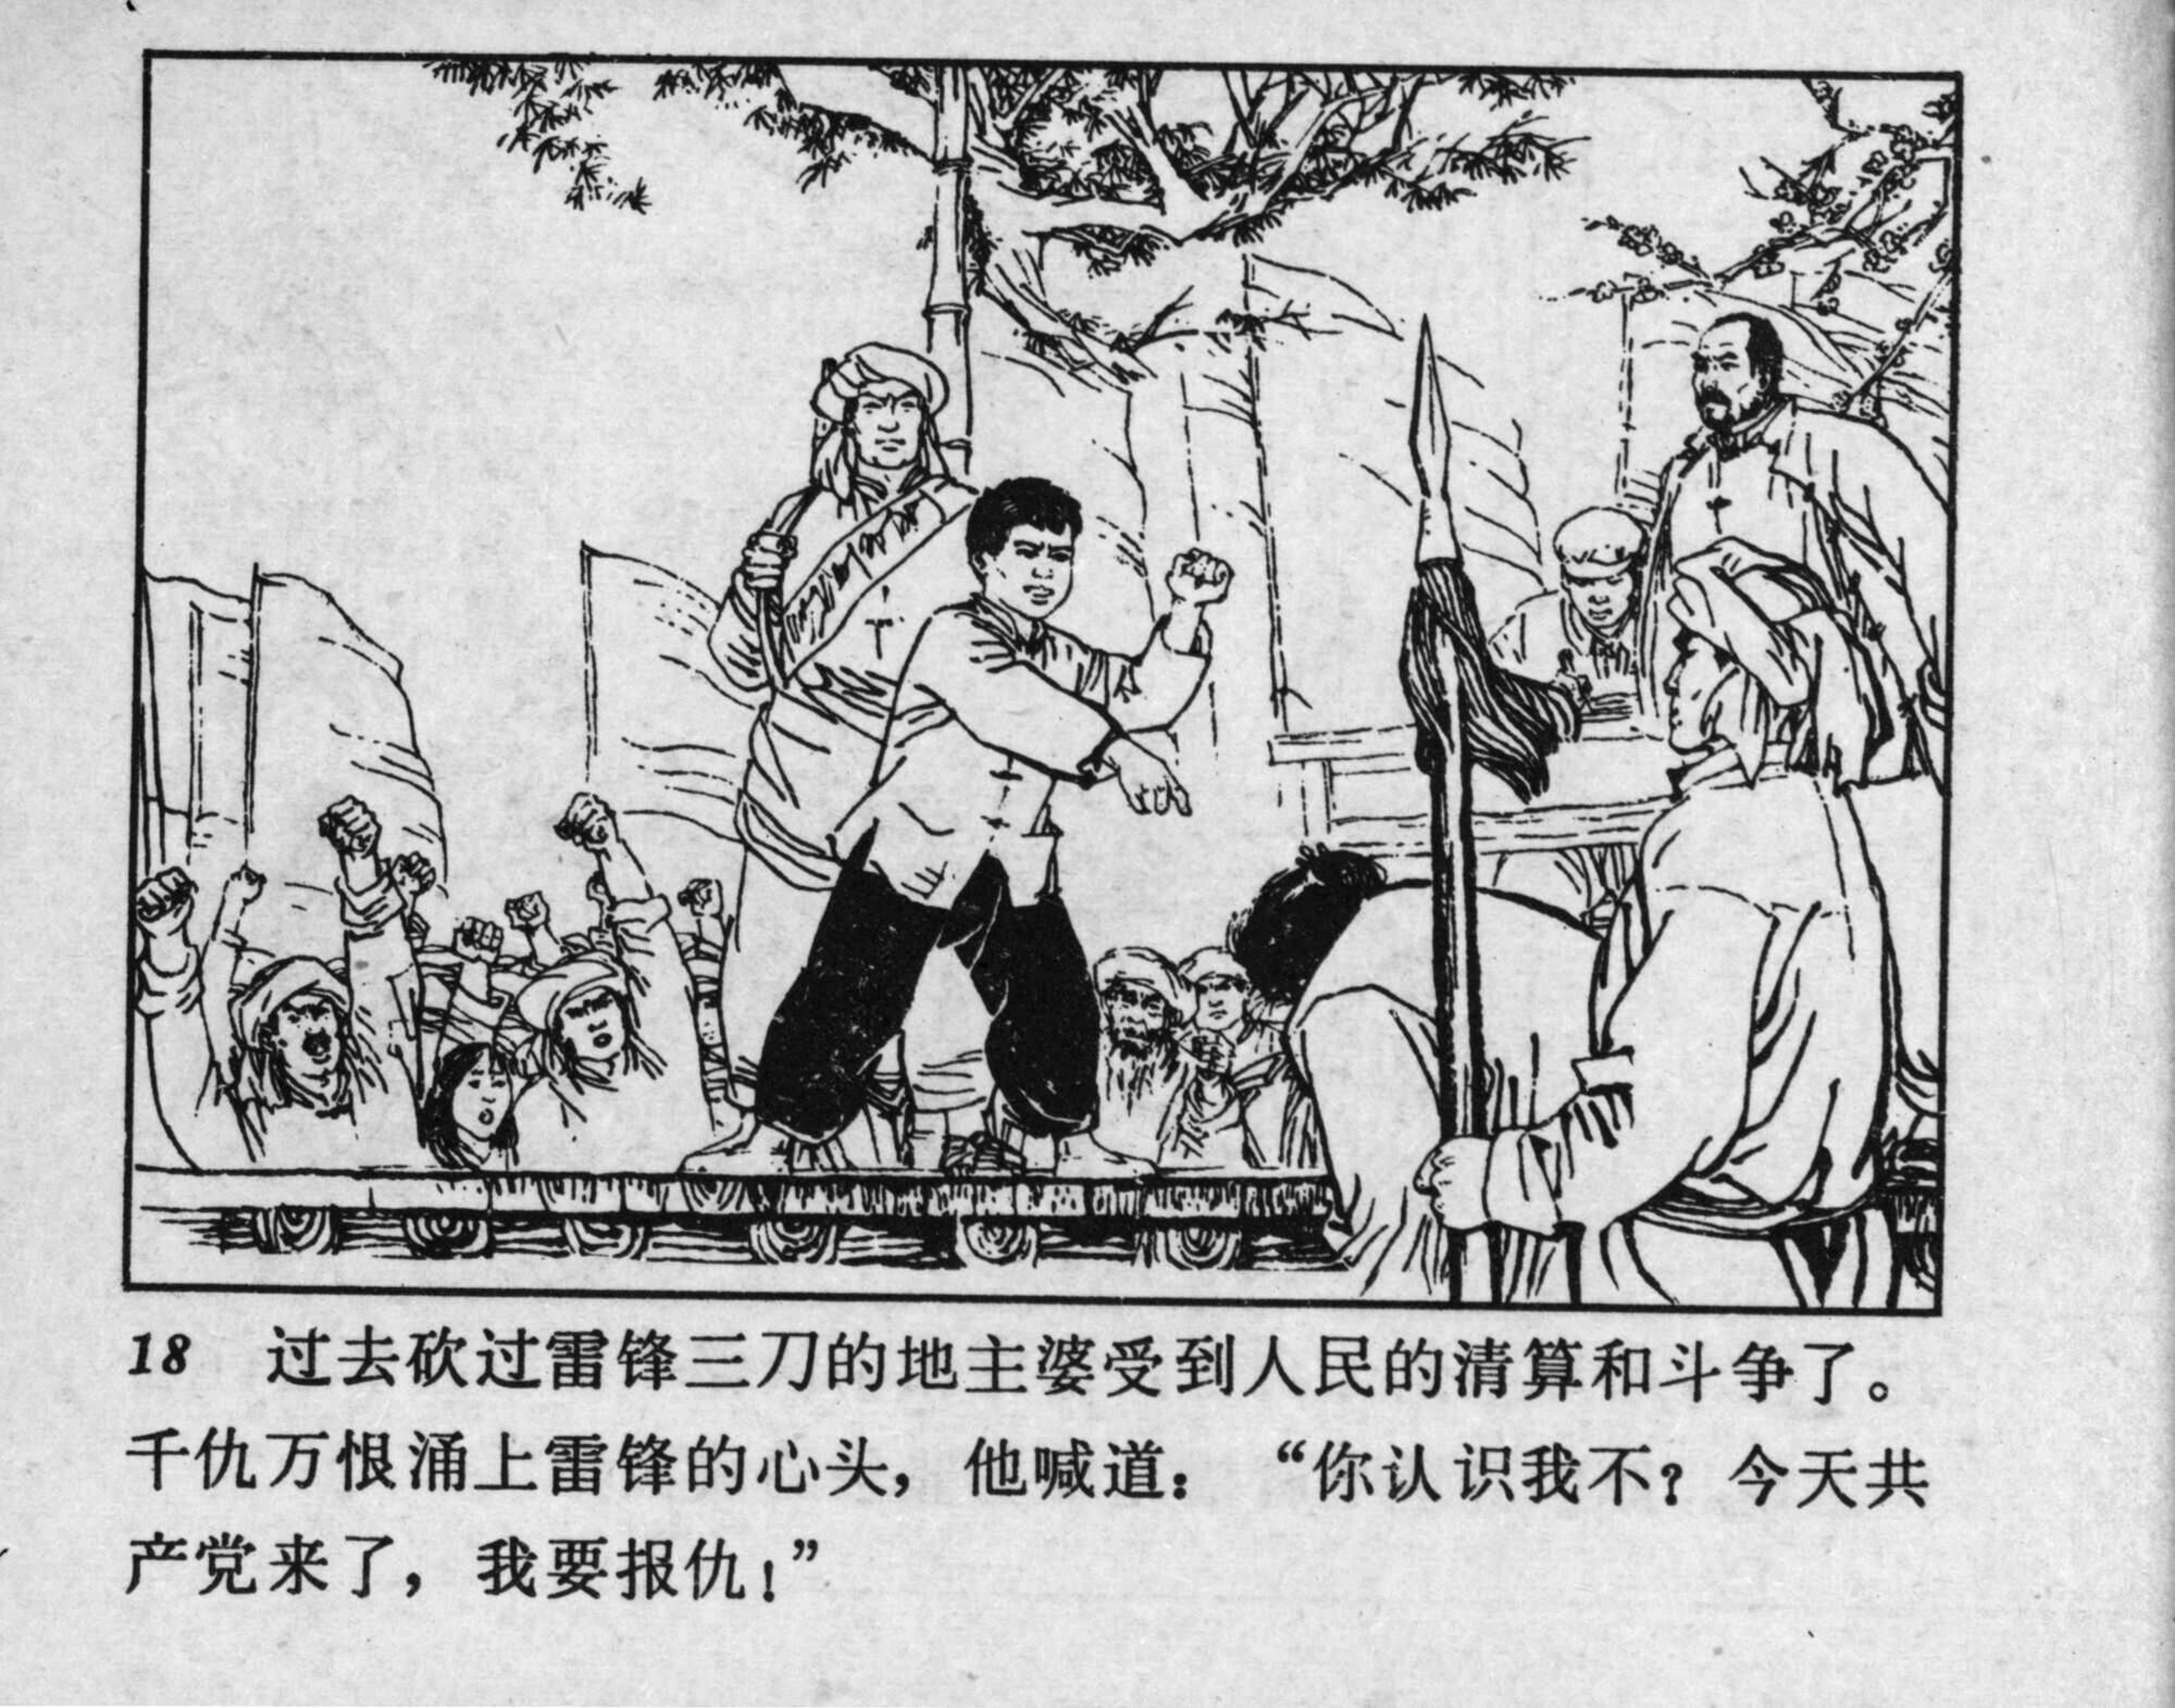 18 过去砍过雷锋三刀的地主婆受到人民的清算和斗争了。
千仇万恨涌上雷锋的心头，他喊道：“你认识我不？今天共
产党来了，我要报仇！”